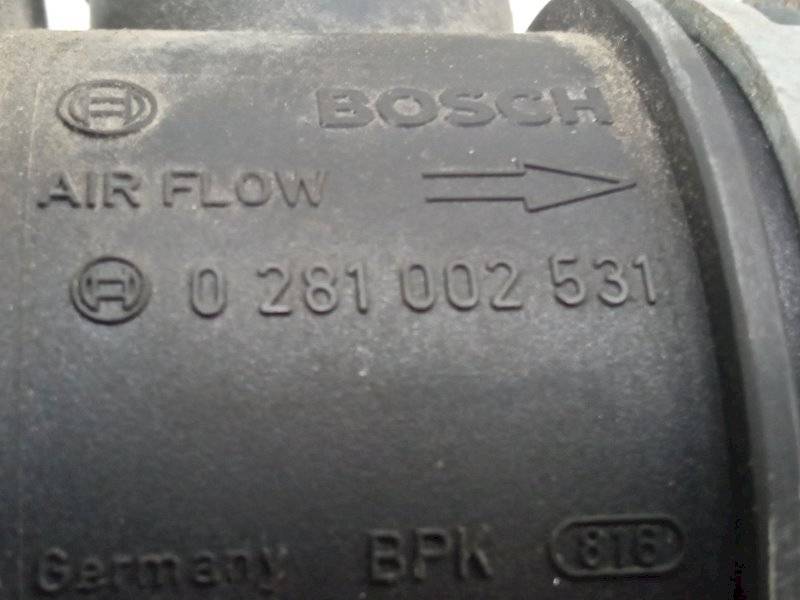 BOSCH
AIR FLOW
0 281 002 531
Germany BPK 816